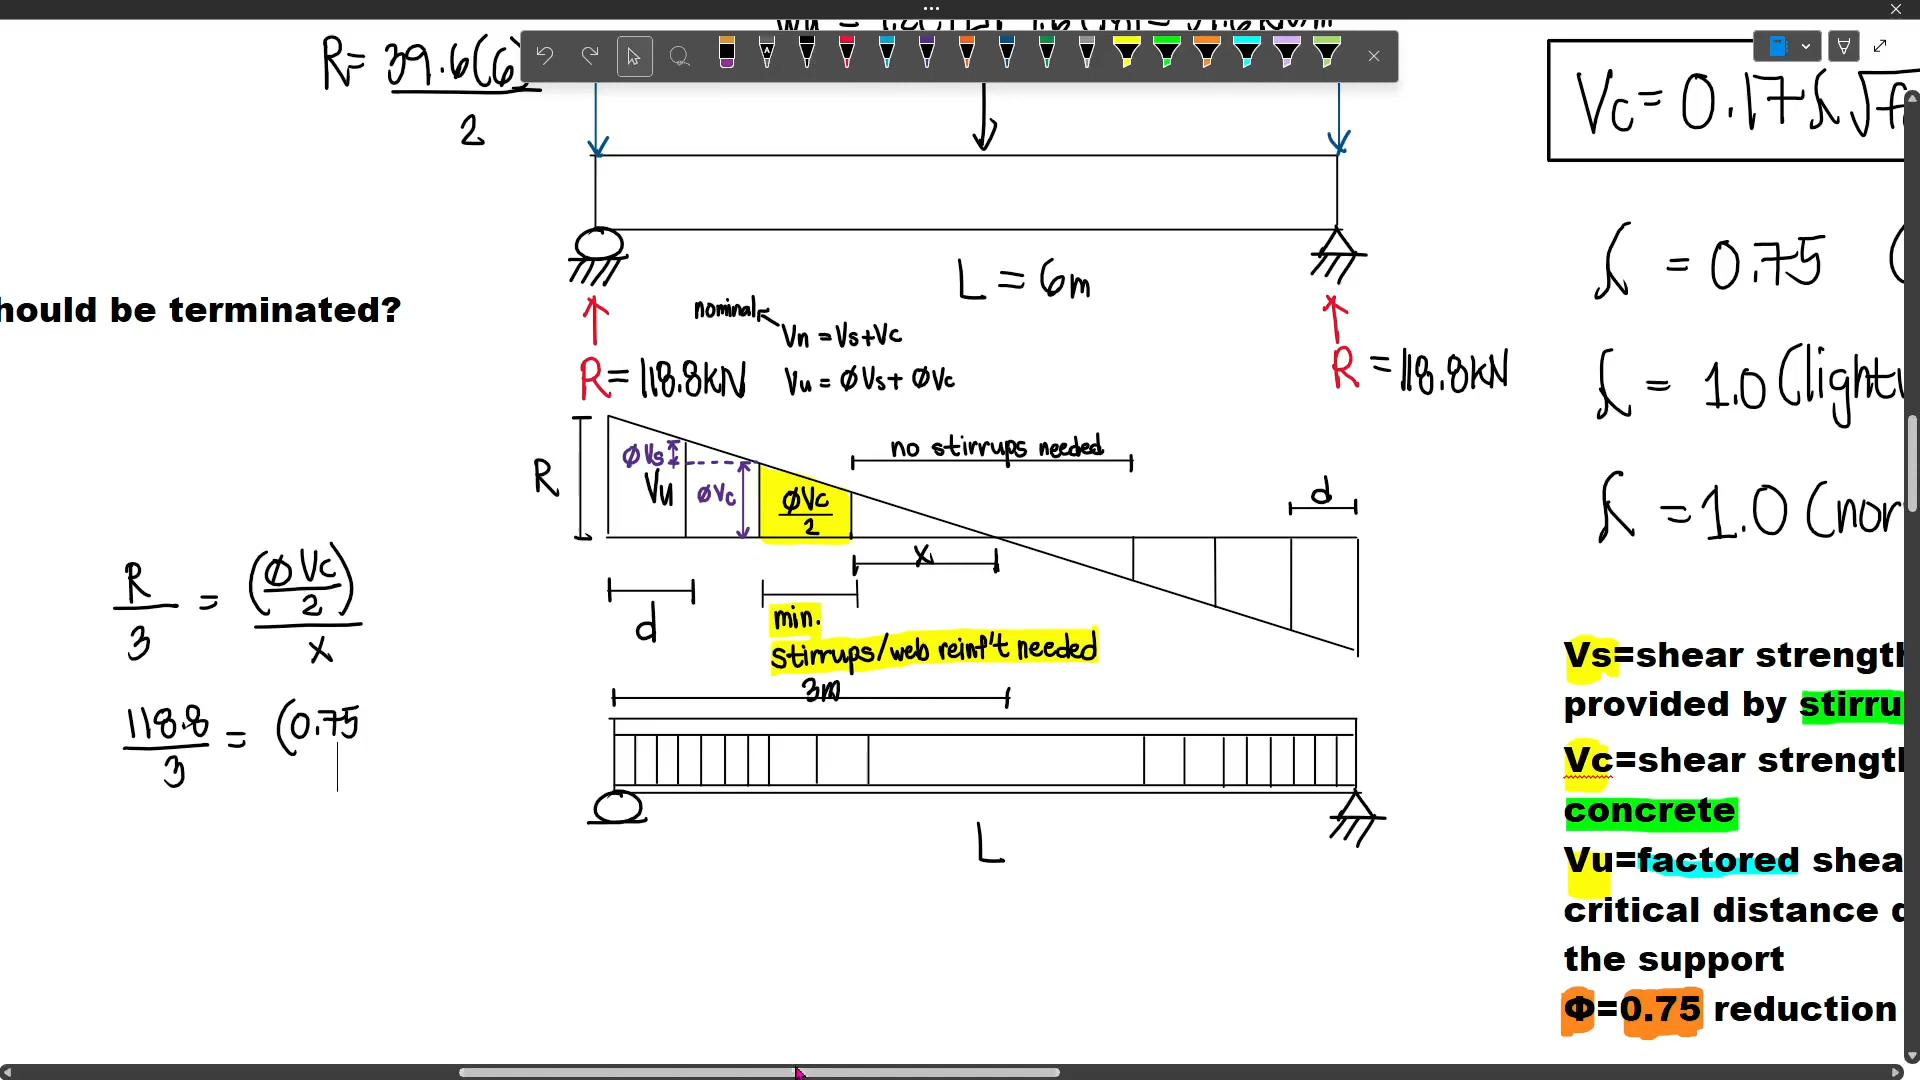 R= 39.6(6)
2
Vc= 0.17λ√f
λ = 0.75 (
λ = 1.0 (light
λ = 1.0 (nor
hould be terminated?
L = 6m
nominal
Vn = Vs+Vc
Vu = ØVs + ØVc
R= 118.8kN
R = 118.8kN
R
ØVs
Vu
ØVc
ØVc
2
no stirrups needed
d
x
d
min.
stirrups/web reinf't needed
3m
L
R/3 = (ØVc/2)/x
118.8/3 = (0.75
Vs=shear strengt
provided by stirru
Vc=shear strengt
concrete
Vu=factored shea
critical distance
the support
Φ=0.75 reduction